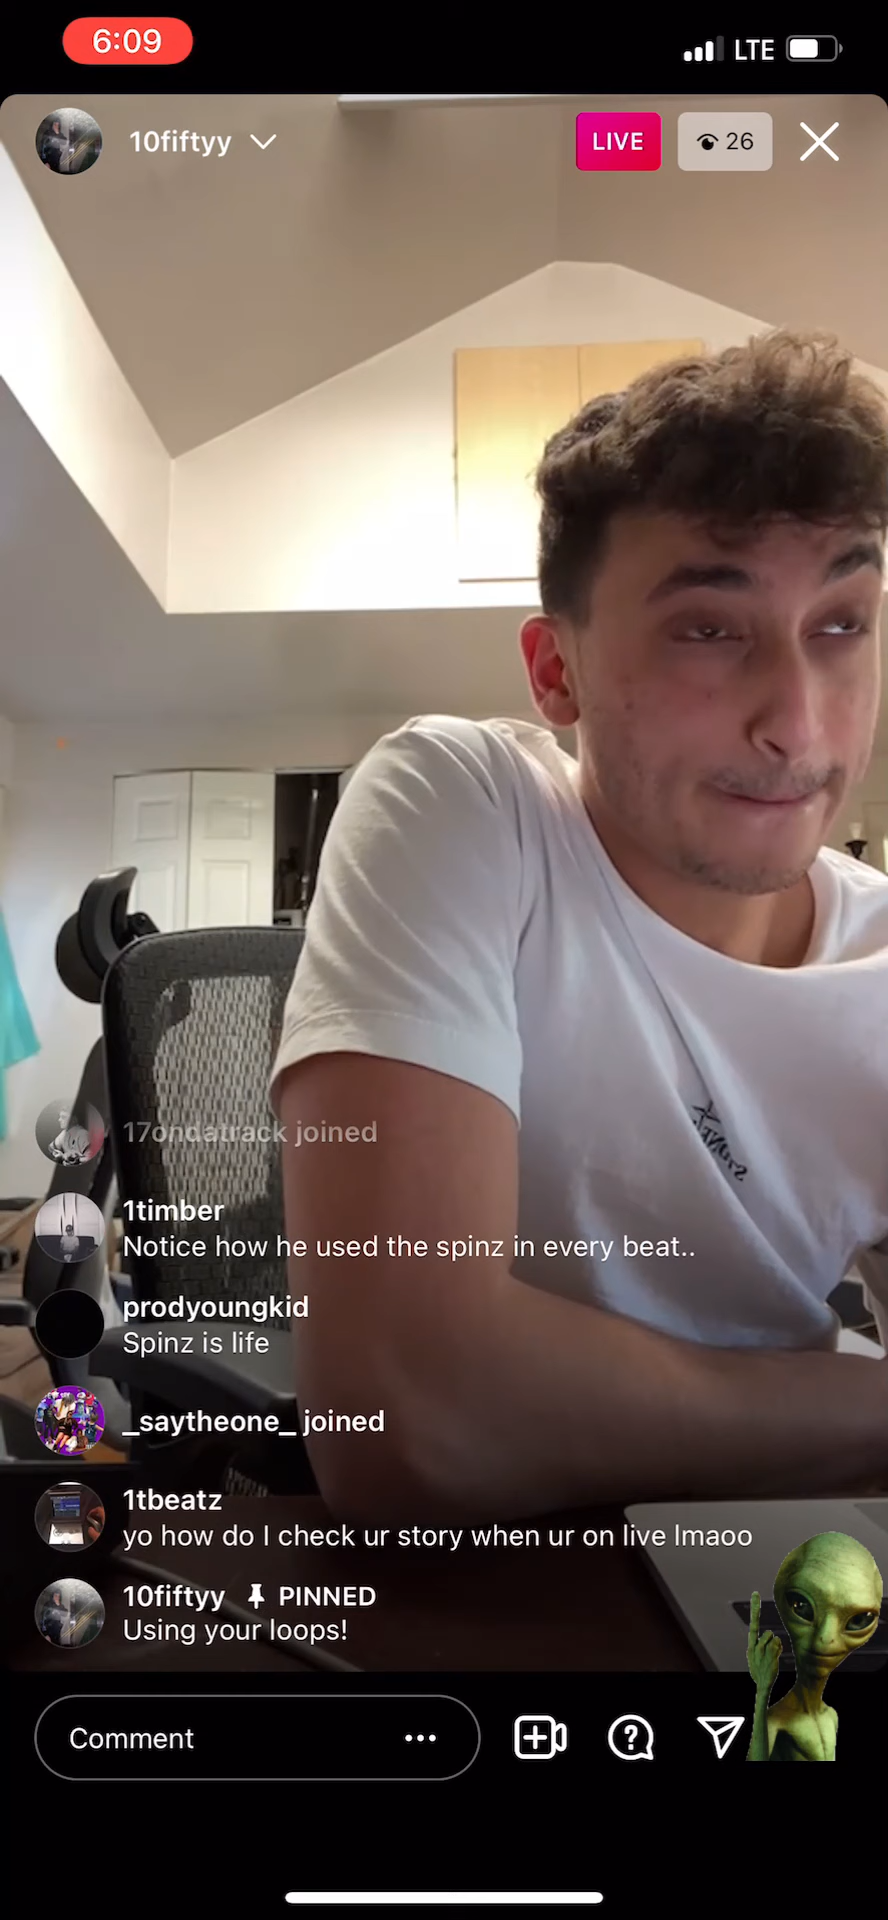 6:09
LTE
10fiftyy
LIVE
26
17ondatrack joined
1timber
Notice how he used the spinz in every beat..
prodyoungkid
Spinz is life
_saytheone_ joined
1tbeatz
yo how do I check ur story when ur on live lmaoo
10fiftyy PINNED
Using your loops!
Comment